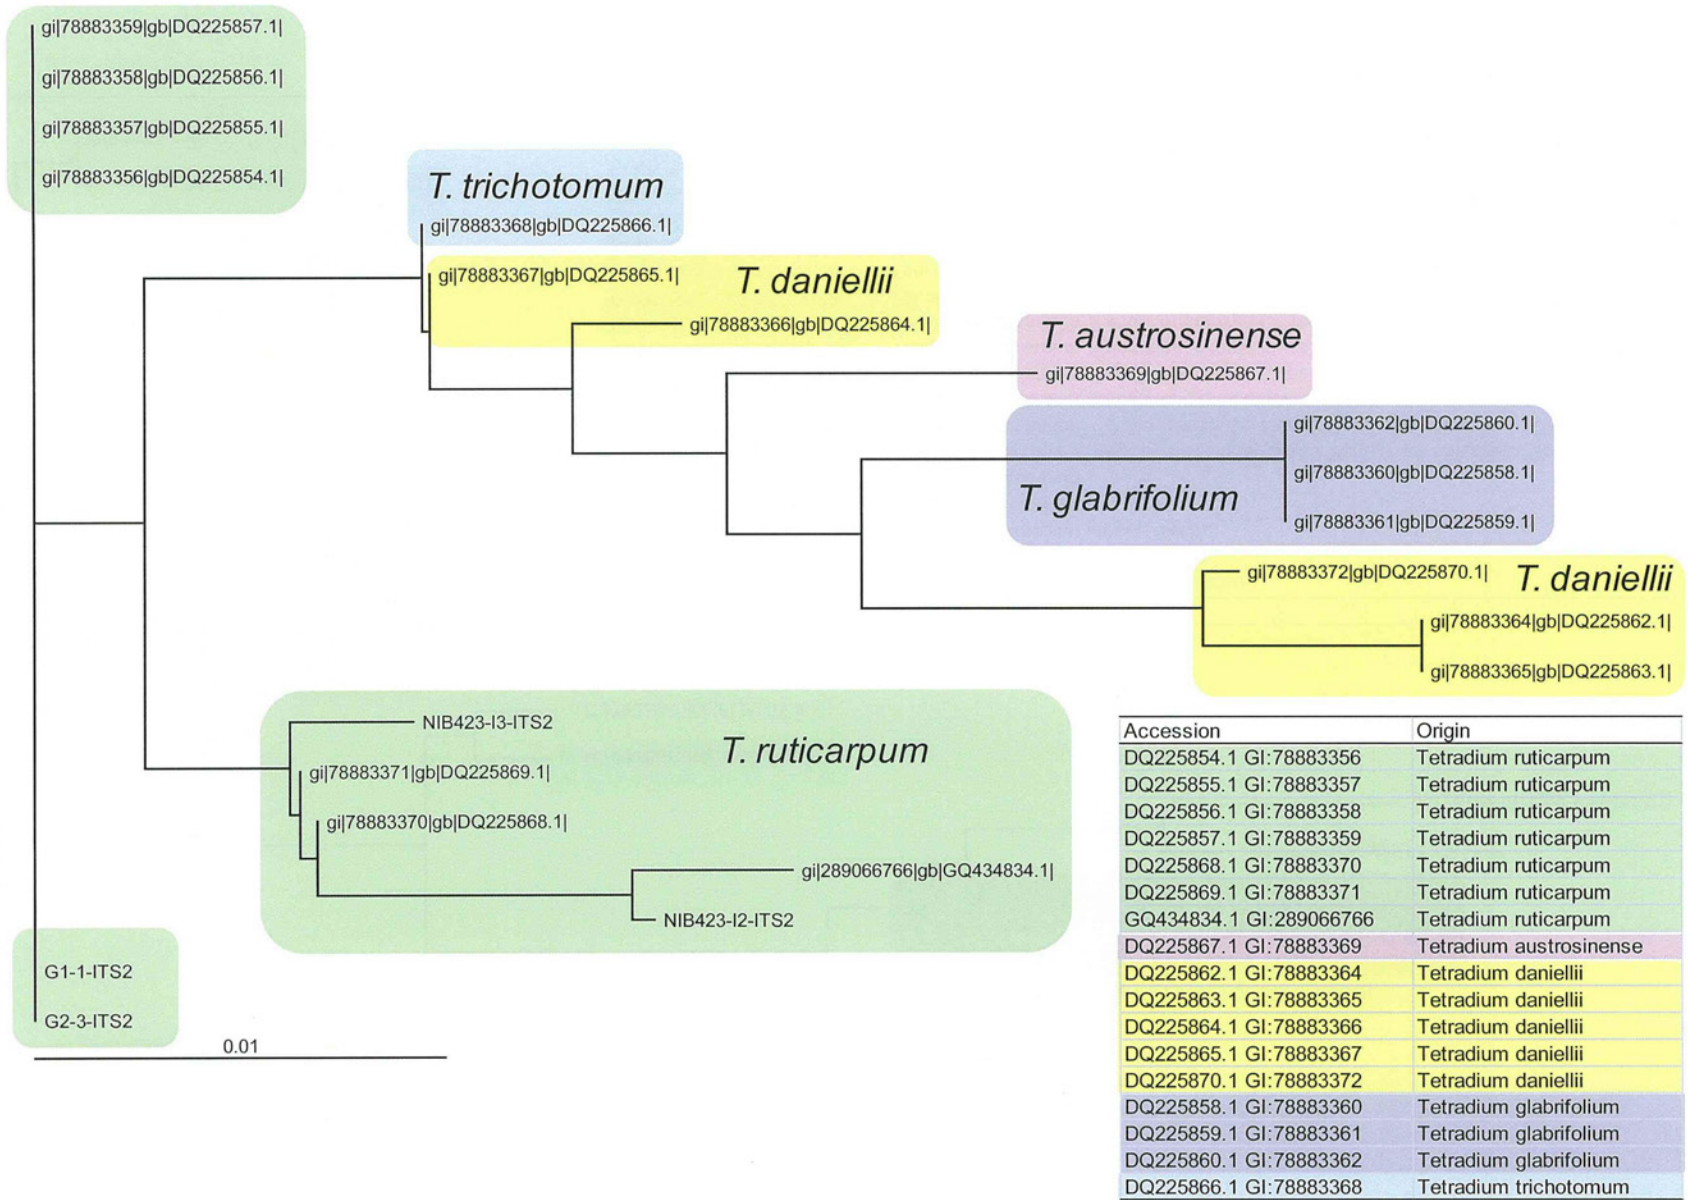 gi|78883359|gb|DQ225857.1|
gi|78883358|gb|DQ225856.1|
gi|78883357|gb|DQ225855.1|
gi|78883356|gb|DQ225854.1|
T. trichotomum
gi|78883368|gb|DQ225866.1|
gi|78883367|gb|DQ225865.1|
T. daniellii
gi|78883366|gb|DQ225864.1|
T. austrosinense
gi|78883369|gb|DQ225867.1|
gi|78883362|gb|DQ225860.1|
gi|78883360|gb|DQ225858.1|
T. glabrifolium
gi|78883361|gb|DQ225859.1|
gi|78883372|gb|DQ225870.1|
T. daniellii
gi|78883364|gb|DQ225862.1|
gi|78883365|gb|DQ225863.1|
NIB423-I3-ITS2
T. ruticarpum
gi|78883371|gb|DQ225869.1|
gi|78883370|gb|DQ225868.1|
gi|289066766|gb|GQ434834.1|
NIB423-I2-ITS2
G1-1-ITS2
G2-3-ITS2
0.01
Accession Origin
DQ225854.1 GI:78883356 Tetradium ruticarpum
DQ225855.1 GI:78883357 Tetradium ruticarpum
DQ225856.1 GI:78883358 Tetradium ruticarpum
DQ225857.1 GI:78883359 Tetradium ruticarpum
DQ225868.1 GI:78883370 Tetradium ruticarpum
DQ225869.1 GI:78883371 Tetradium ruticarpum
GQ434834.1 GI:289066766 Tetradium ruticarpum
DQ225867.1 GI:78883369 Tetradium austrosinense
DQ225862.1 GI:78883364 Tetradium daniellii
DQ225863.1 GI:78883365 Tetradium daniellii
DQ225864.1 GI:78883366 Tetradium daniellii
DQ225865.1 GI:78883367 Tetradium daniellii
DQ225870.1 GI:78883372 Tetradium daniellii
DQ225858.1 GI:78883360 Tetradium glabrifolium
DQ225859.1 GI:78883361 Tetradium glabrifolium
DQ225860.1 GI:78883362 Tetradium glabrifolium
DQ225866.1 GI:78883368 Tetradium trichotomum